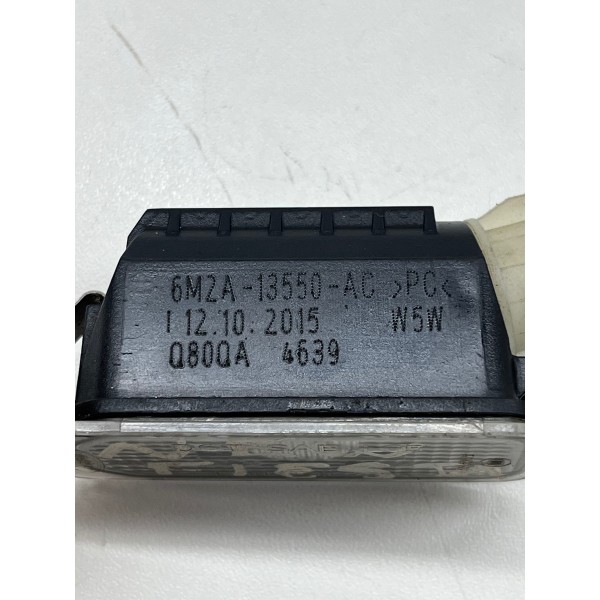 6M2A-13550-AC >PC<
I 12.10.2015 W5W
Q80QA 4639